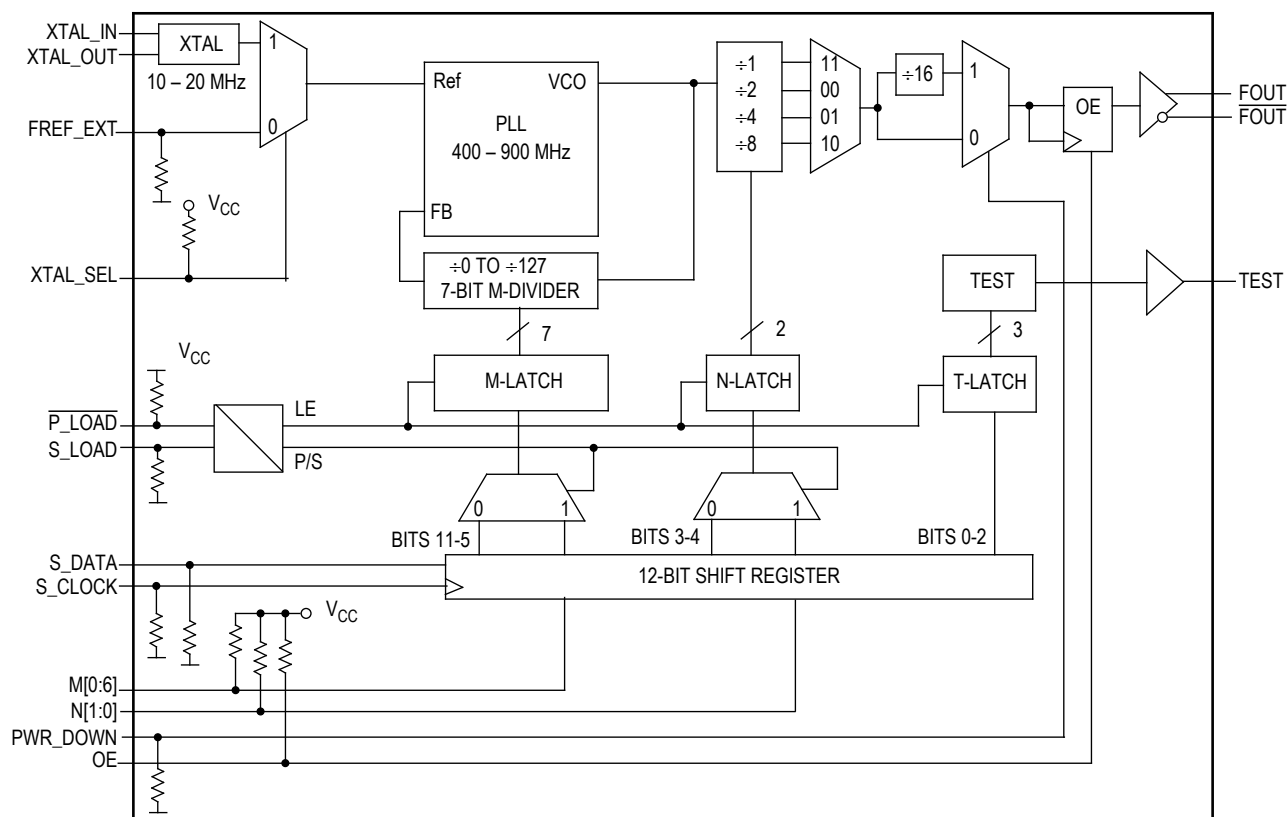 XTAL_IN
XTAL_OUT
XTAL
10 – 20 MHz
1
0
FREF_EXT
VCC
XTAL_SEL
Ref
VCO
PLL
400 – 900 MHz
FB
÷0 TO ÷127
7-BIT M-DIVIDER
7
÷1
÷2
÷4
÷8
11
00
01
10
÷16
1
0
OE
FOUT
FOUT
2
TEST
TEST
3
VCC
P_LOAD
S_LOAD
LE
P/S
M-LATCH
N-LATCH
T-LATCH
0
1
0
1
BITS 11-5
BITS 3-4
BITS 0-2
S_DATA
S_CLOCK
12-BIT SHIFT REGISTER
VCC
M[0:6]
N[1:0]
PWR_DOWN
OE